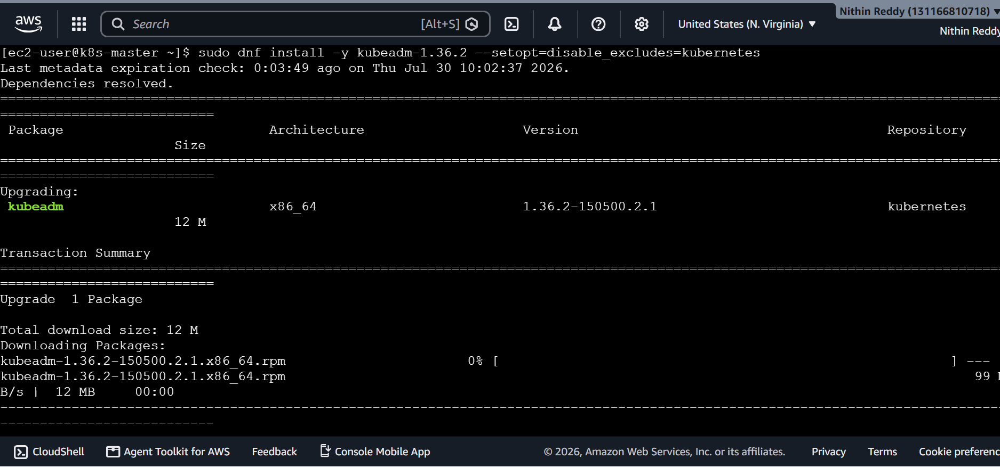 aws
Search [Alt+S]
United States (N. Virginia) ▼
Nithin Reddy (131166810718) ▼
Nithin Reddy
[ec2-user@k8s-master ~]$ sudo dnf install -y kubeadm-1.36.2 --setopt=disable_excludes=kubernetes
Last metadata expiration check: 0:03:49 ago on Thu Jul 30 10:02:37 2026.
Dependencies resolved.
Package Architecture Version Repository
Size
Upgrading:
kubeadm x86_64 1.36.2-150500.2.1 kubernetes
12 M
Transaction Summary
Upgrade 1 Package
Total download size: 12 M
Downloading Packages:
kubeadm-1.36.2-150500.2.1.x86_64.rpm 0% [ ] ---
kubeadm-1.36.2-150500.2.1.x86_64.rpm 99
B/s | 12 MB 00:00
CloudShell Agent Toolkit for AWS Feedback Console Mobile App © 2026, Amazon Web Services, Inc. or its affiliates. Privacy Terms Cookie